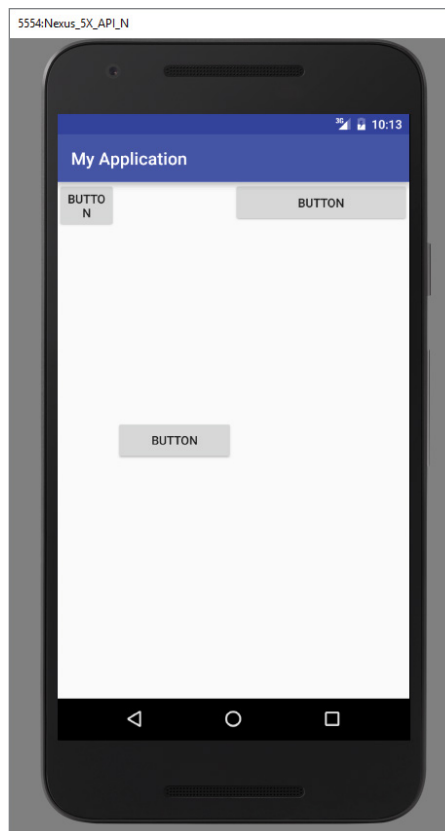 5554:Nexus_5X_API_N
3G 10:13
My Application
BUTTO
N
BUTTON
BUTTON